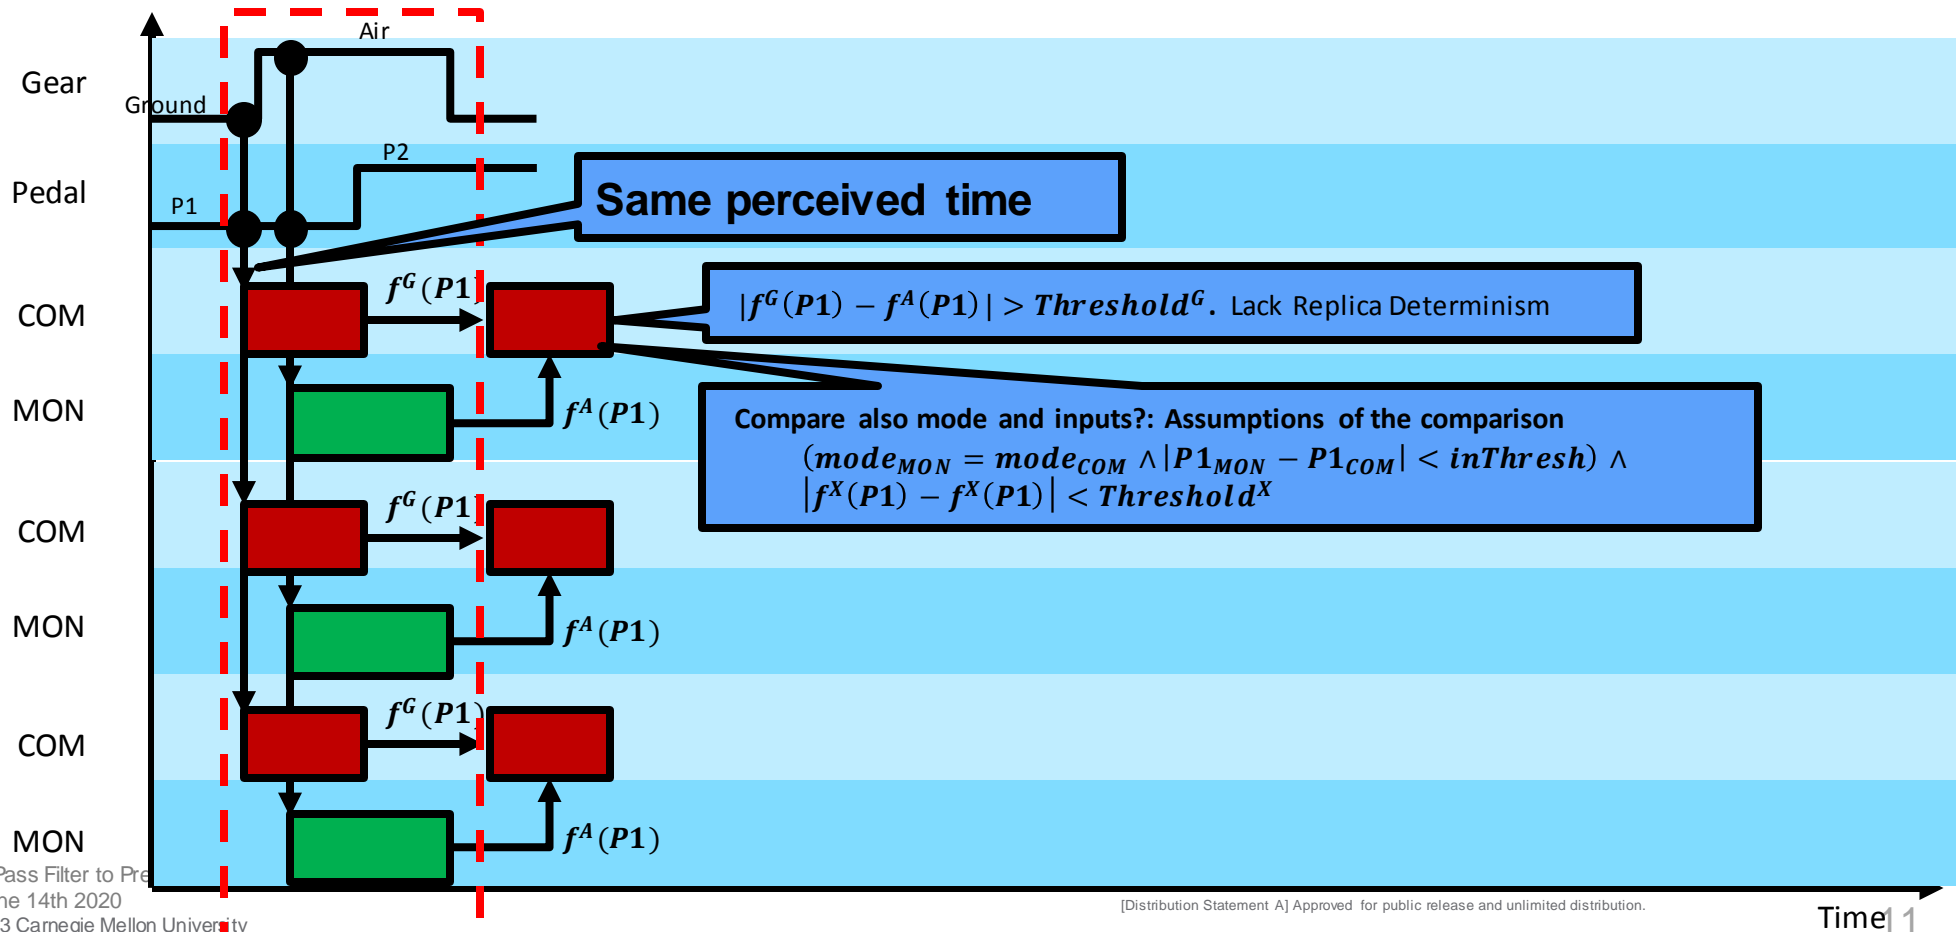 Air
Gear
Ground
P2
Pedal
P1
Same perceived time
COM
f^G(P1)
|f^G(P1) − f^A(P1)| > Threshold^G. Lack Replica Determinism
MON
f^A(P1)
Compare also mode and inputs?: Assumptions of the comparison
(mode_MON = mode_COM ∧ |P1_MON − P1_COM| < inThresh) ∧
|f^X(P1) − f^X(P1)| < Threshold^X
COM
f^G(P1)
MON
f^A(P1)
COM
f^G(P1)
MON
f^A(P1)
Pass Filter to Pre
ne 14th 2020
3 Carnegie Mellon University
[Distribution Statement A] Approved for public release and unlimited distribution.
Time
11